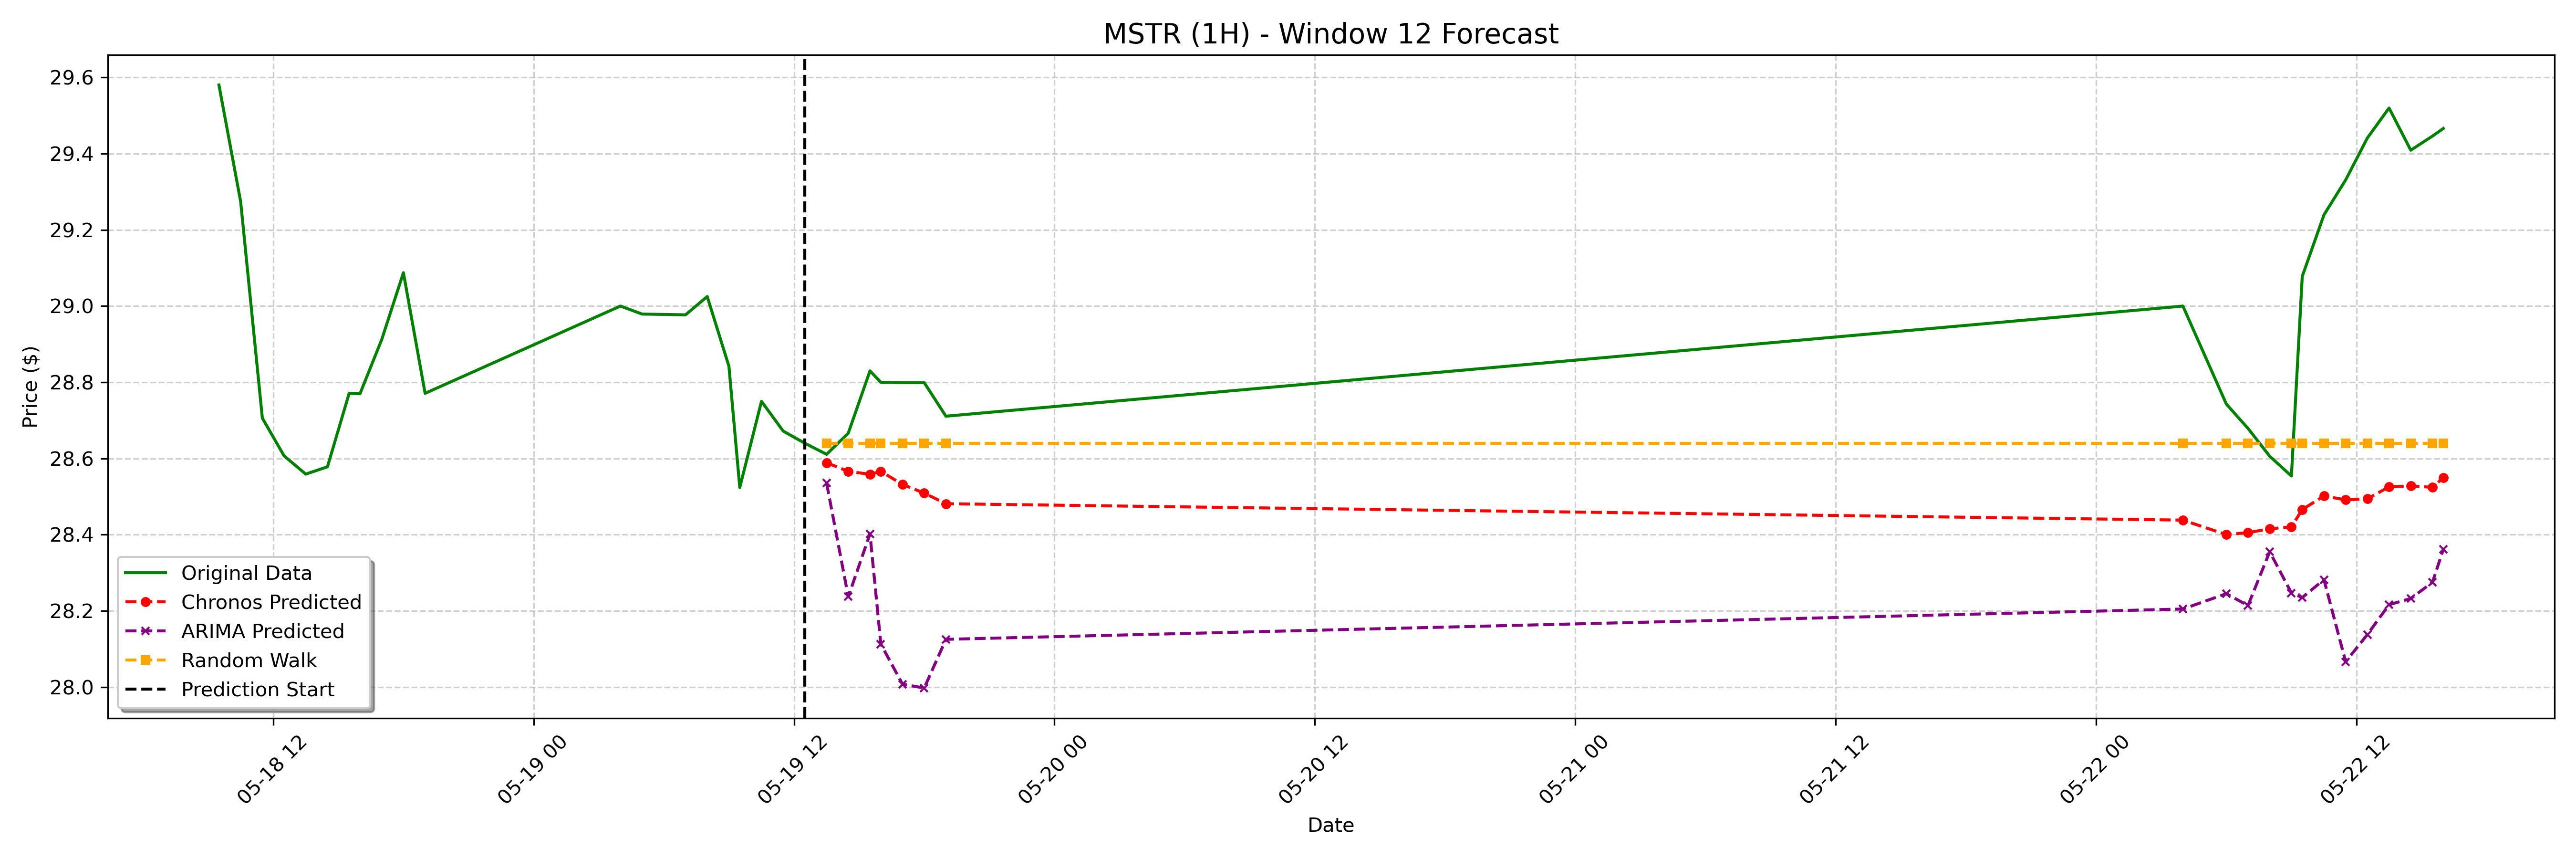 MSTR (1H) - Window 12 Forecast
Price ($)
29.6
29.4
29.2
29.0
28.8
28.6
28.4
28.2
28.0
Original Data
Chronos Predicted
ARIMA Predicted
Random Walk
Prediction Start
05-18 12
05-19 00
05-19 12
05-20 00
05-20 12
05-21 00
05-21 12
05-22 00
05-22 12
Date